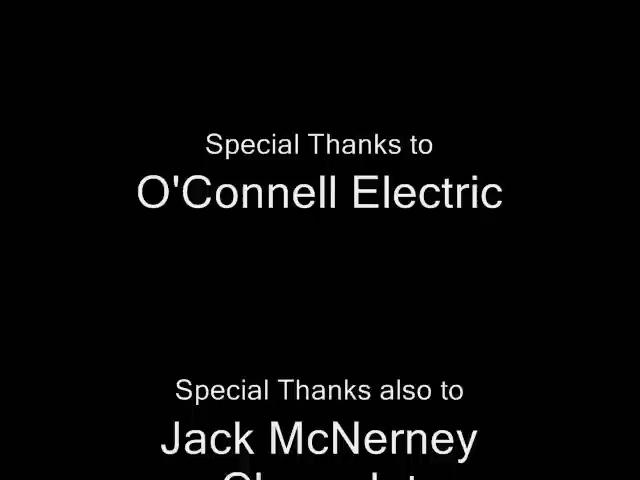 Special Thanks to
O'Connell Electric
Special Thanks also to
Jack McNerney